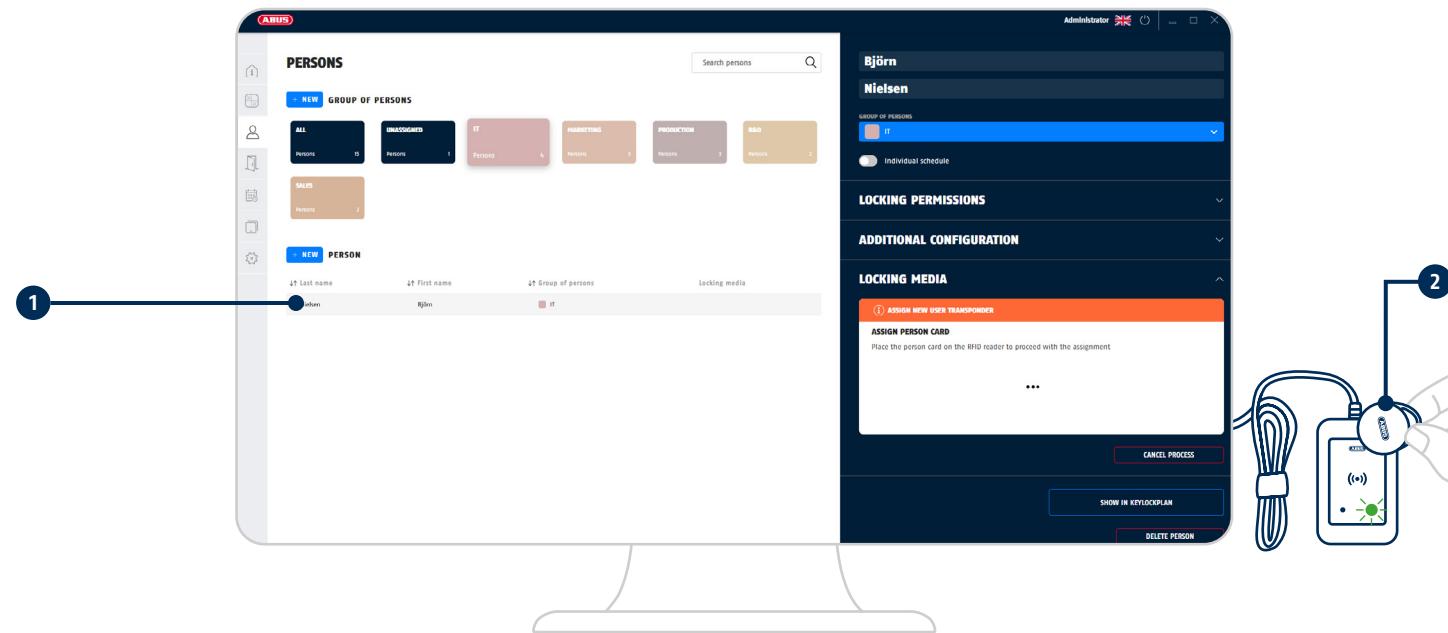 ABUS
Administrator
PERSONS
Search persons
+ NEW GROUP OF PERSONS
ALL
Persons 15
UNASSIGNED
Persons 1
IT
Persons 4
MARKETING
Persons 3
PRODUCTION
Persons 3
R&D
Persons 2
SALES
Persons 2
+ NEW PERSON
Last name First name Group of persons Locking media
1
ielsen Björn IT
Björn
Nielsen
GROUP OF PERSONS
IT
Individual schedule
LOCKING PERMISSIONS
ADDITIONAL CONFIGURATION
LOCKING MEDIA
ASSIGN NEW USER TRANSPONDER
ASSIGN PERSON CARD
Place the person card on the RFID reader to proceed with the assignment
...
CANCEL PROCESS
SHOW IN KEYLOCKPLAN
DELETE PERSON
2
ABUS
ABUS